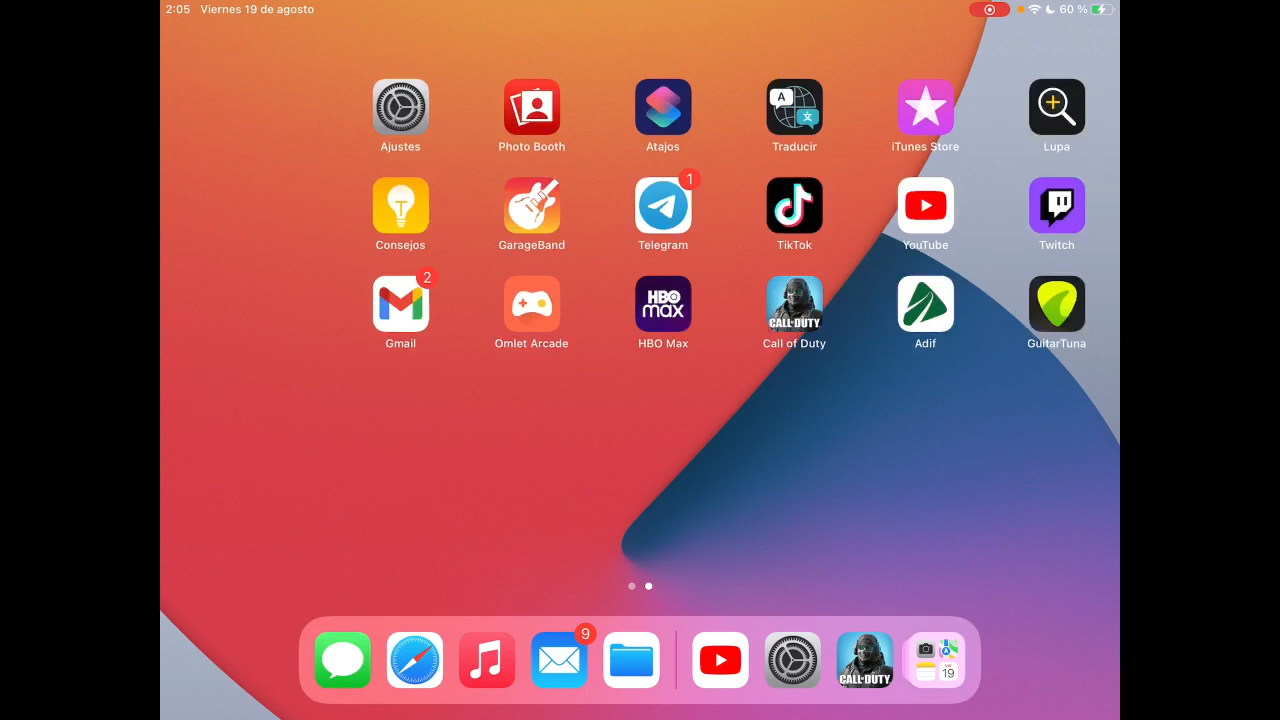 2:05 Viernes 19 de agosto 60 %
Ajustes Photo Booth Atajos Traducir iTunes Store Lupa
1
Consejos GarageBand Telegram TikTok YouTube Twitch
2
HBO
max
CALL OF DUTY
Gmail Omlet Arcade HBO Max Call of Duty Adif GuitarTuna
9
CALL OF DUTY
19